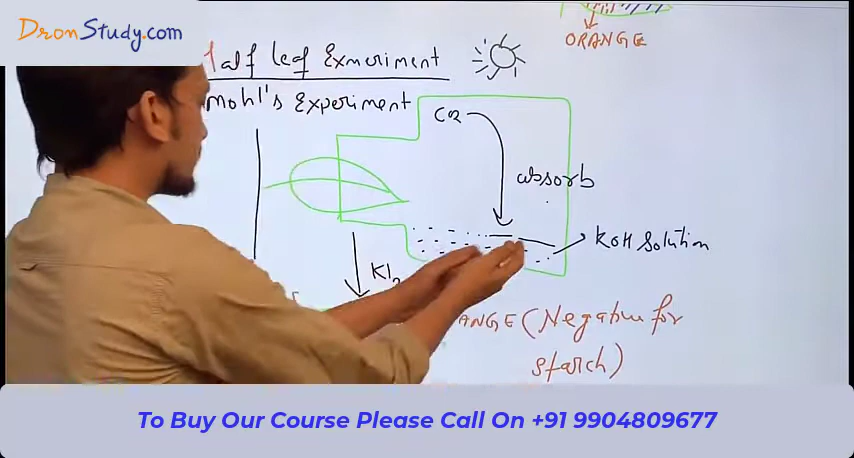 DronStudy.com
ORANGE
Half Leaf Exmeriment
mohl's Experiment
CO2
absorb
KOH Solution
KI2
ANGE (Negative for
starch)
To Buy Our Course Please Call On +91 9904809677